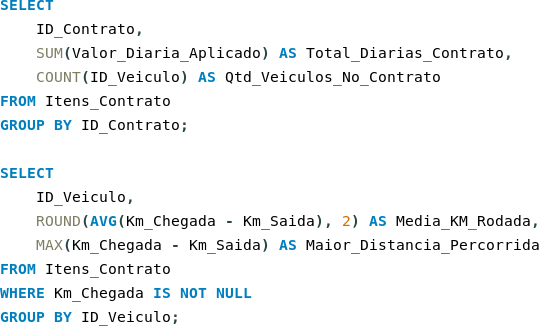 SELECT
    ID_Contrato,
    SUM(Valor_Diaria_Aplicado) AS Total_Diarias_Contrato,
    COUNT(ID_Veiculo) AS Qtd_Veiculos_No_Contrato
FROM Itens_Contrato
GROUP BY ID_Contrato;

SELECT
    ID_Veiculo,
    ROUND(AVG(Km_Chegada - Km_Saida), 2) AS Media_KM_Rodada,
    MAX(Km_Chegada - Km_Saida) AS Maior_Distancia_Percorrida
FROM Itens_Contrato
WHERE Km_Chegada IS NOT NULL
GROUP BY ID_Veiculo;